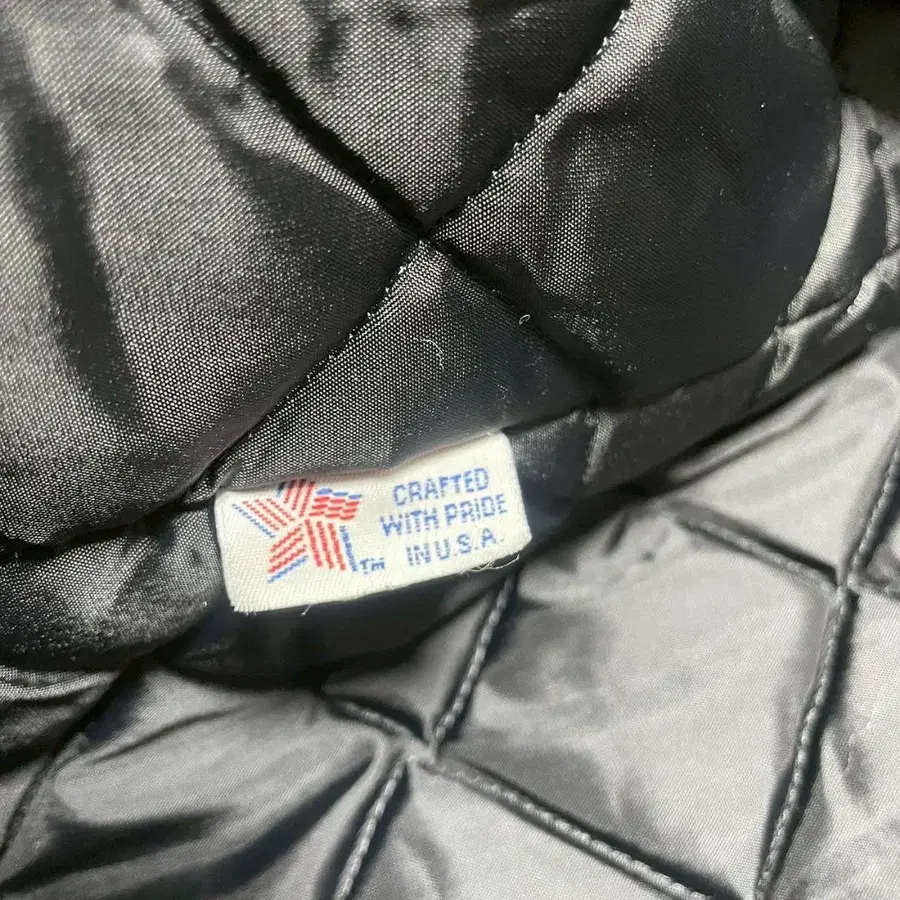 CRAFTED
WITH PRIDE
IN U.S.A.
TM